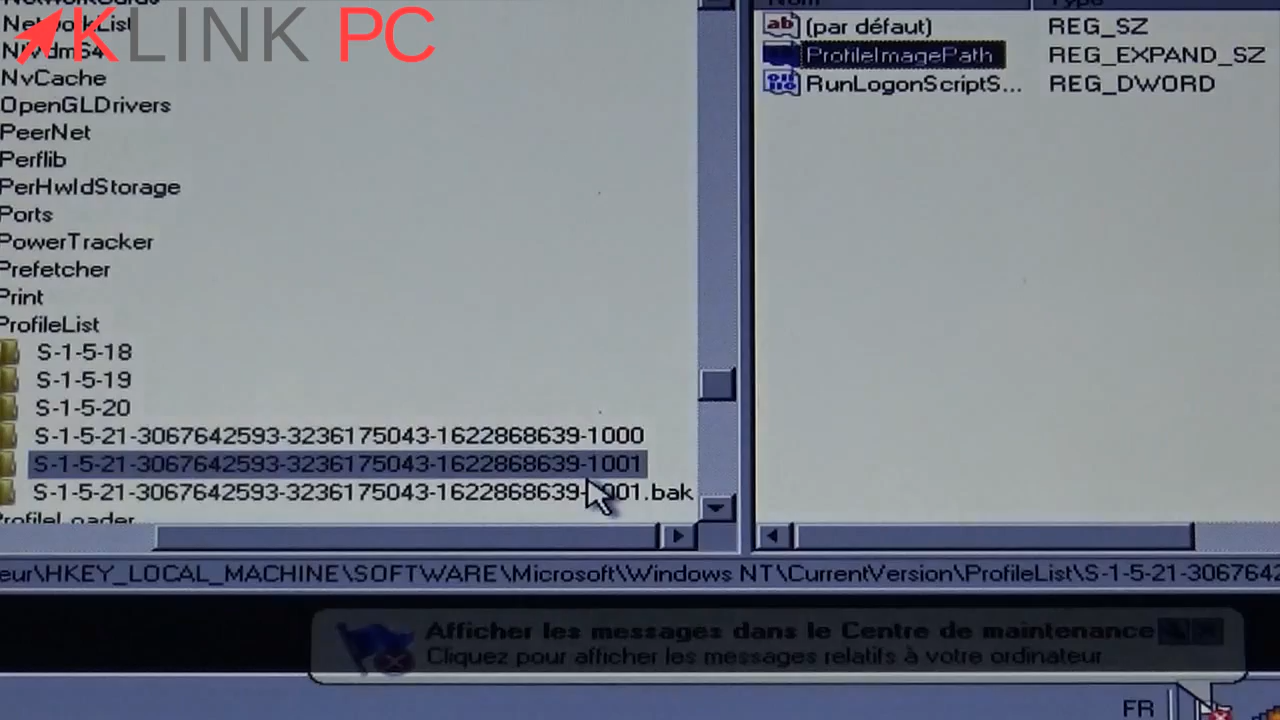 NetworkList
KLINK PC
NvCache
OpenGLDrivers
PeerNet
Perflib
PerHwIdStorage
Ports
PowerTracker
Prefetcher
Print
ProfileList
S-1-5-18
S-1-5-19
S-1-5-20
S-1-5-21-3067642593-3236175043-1622868639-1000
S-1-5-21-3067642593-3236175043-1622868639-1001
S-1-5-21-3067642593-3236175043-1622868639-1001.bak
ProfileLoader
(par défaut) REG_SZ
ProfileImagePath REG_EXPAND_SZ
RunLogonScriptS... REG_DWORD
eur\HKEY_LOCAL_MACHINE\SOFTWARE\Microsoft\Windows NT\CurrentVersion\ProfileList\S-1-5-21-3067642
Afficher les messages dans le Centre de maintenance
Cliquez pour afficher les messages relatifs à votre ordinateur
FR